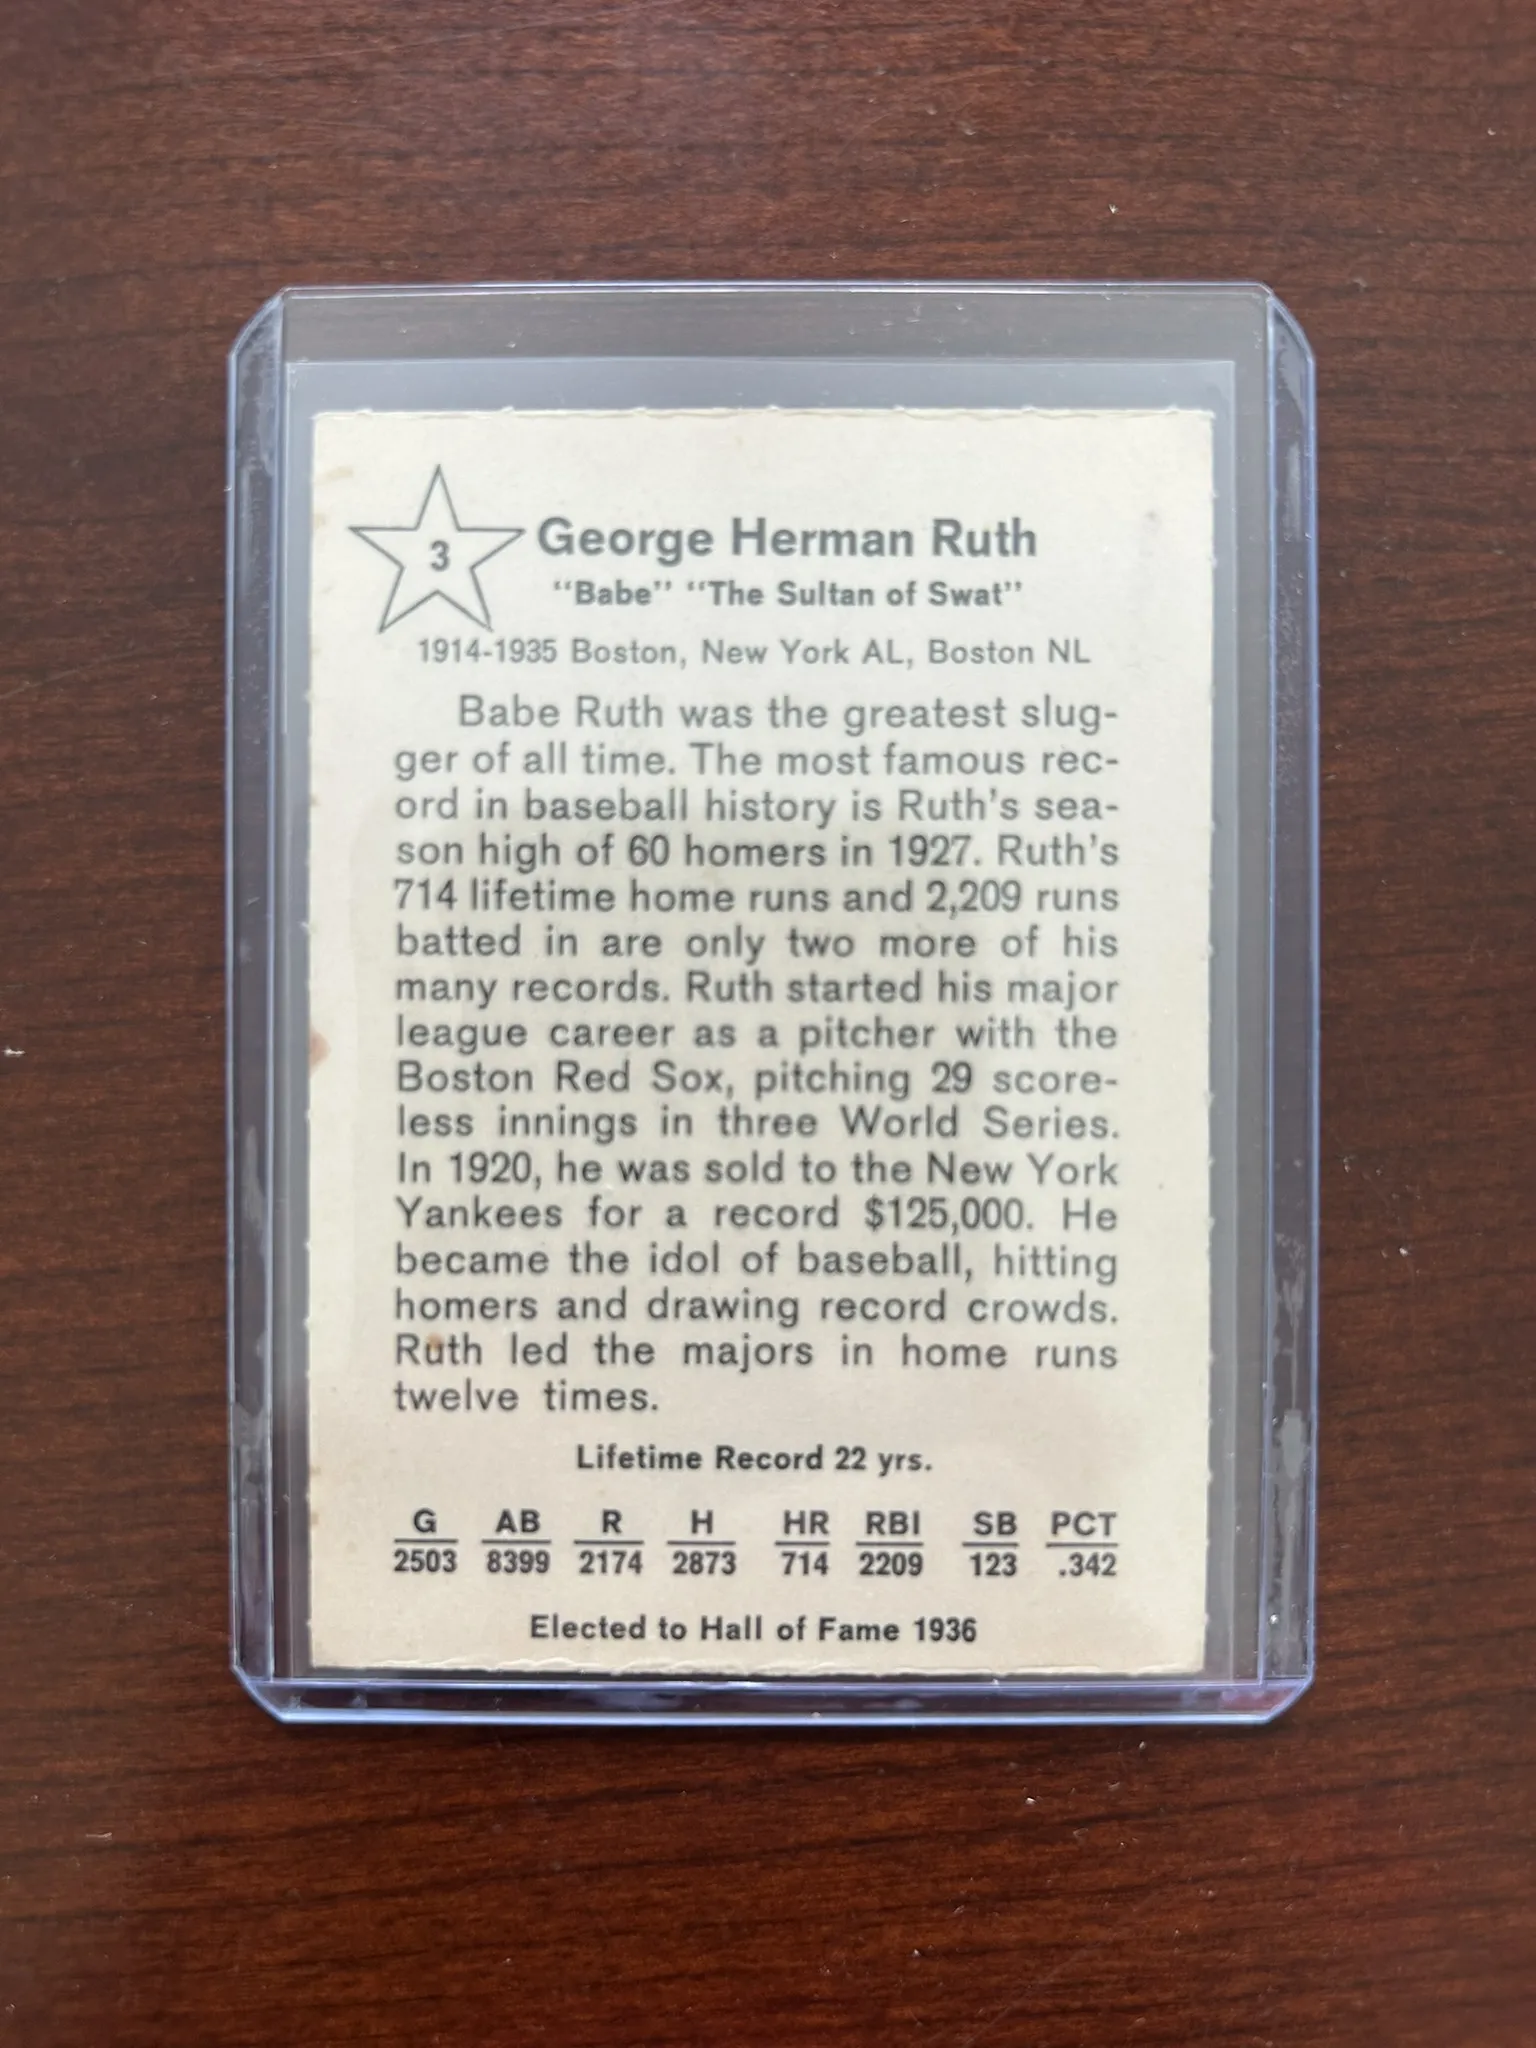 3
George Herman Ruth
"Babe" "The Sultan of Swat"
1914-1935 Boston, New York AL, Boston NL
Babe Ruth was the greatest slug-
ger of all time. The most famous rec-
ord in baseball history is Ruth's sea-
son high of 60 homers in 1927. Ruth's
714 lifetime home runs and 2,209 runs
batted in are only two more of his
many records. Ruth started his major
league career as a pitcher with the
Boston Red Sox, pitching 29 score-
less innings in three World Series.
In 1920, he was sold to the New York
Yankees for a record $125,000. He
became the idol of baseball, hitting
homers and drawing record crowds.
Ruth led the majors in home runs
twelve times.
Lifetime Record 22 yrs.
G AB R H HR RBI SB PCT
2503 8399 2174 2873 714 2209 123 .342
Elected to Hall of Fame 1936